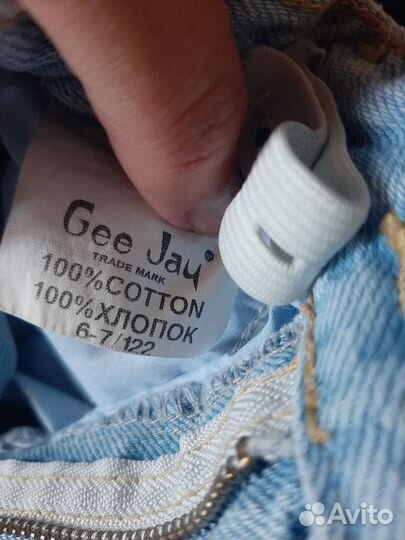 Gee Jay®
TRADE MARK
100%COTTON
100%ХЛОПОК
6-7/122
Avito